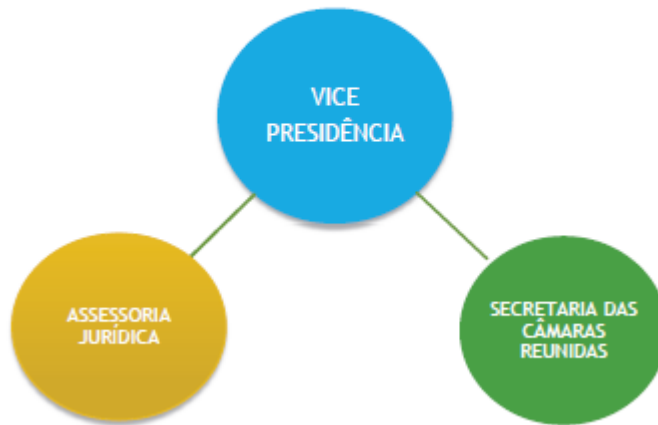 VICE
PRESIDÊNCIA
ASSESSORIA
JURÍDICA
SECRETARIA DAS
CÂMARAS
REUNIDAS